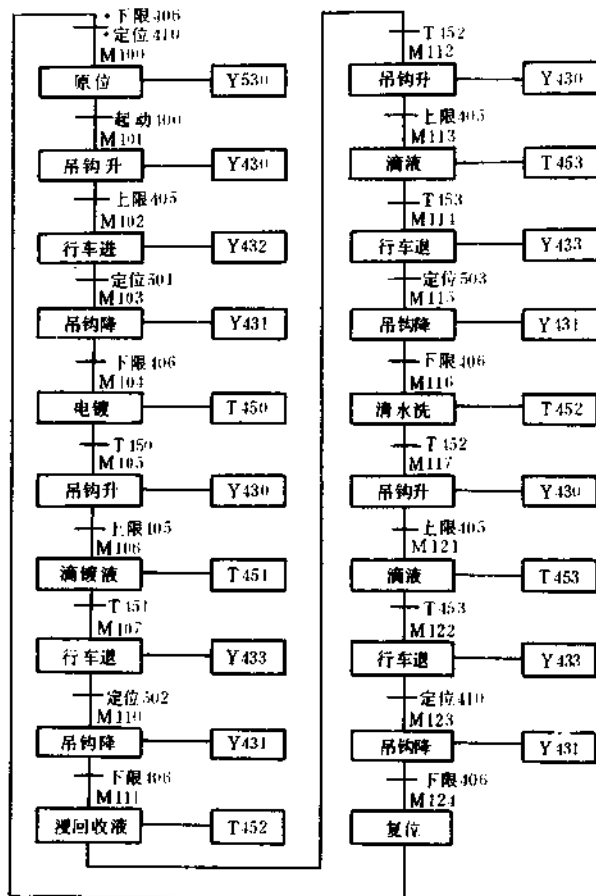 ·下限406
·定位410
M100
原位 Y530
起动400
M101
吊钩升 Y430
上限405
M102
行车进 Y432
定位501
M103
吊钩降 Y431
下限406
M104
电镀 T450
T450
M105
吊钩升 Y430
上限405
M106
滴镀液 T451
T451
M107
行车退 Y433
定位502
M110
吊钩降 Y431
下限406
M111
浸回收液 T452
T452
M112
吊钩升 Y430
上限405
M113
滴液 T453
T453
M114
行车退 Y433
定位503
M115
吊钩降 Y431
下限406
M116
清水洗 T452
T452
M117
吊钩升 Y430
上限405
M121
滴液 T453
T453
M122
行车退 Y433
定位410
M123
吊钩降 Y431
下限406
M124
复位